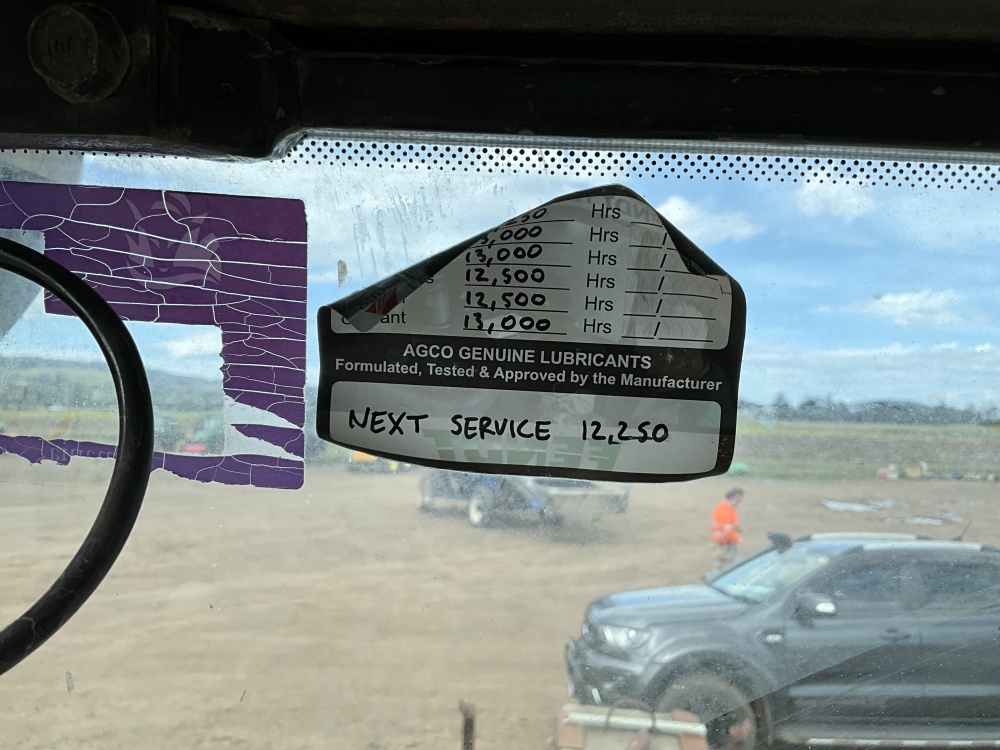 Hrs
,000 Hrs /
13,000 Hrs /
12,500 Hrs /
12,500 Hrs /
13,000 Hrs /
AGCO GENUINE LUBRICANTS
Formulated, Tested & Approved by the Manufacturer
NEXT SERVICE 12,250